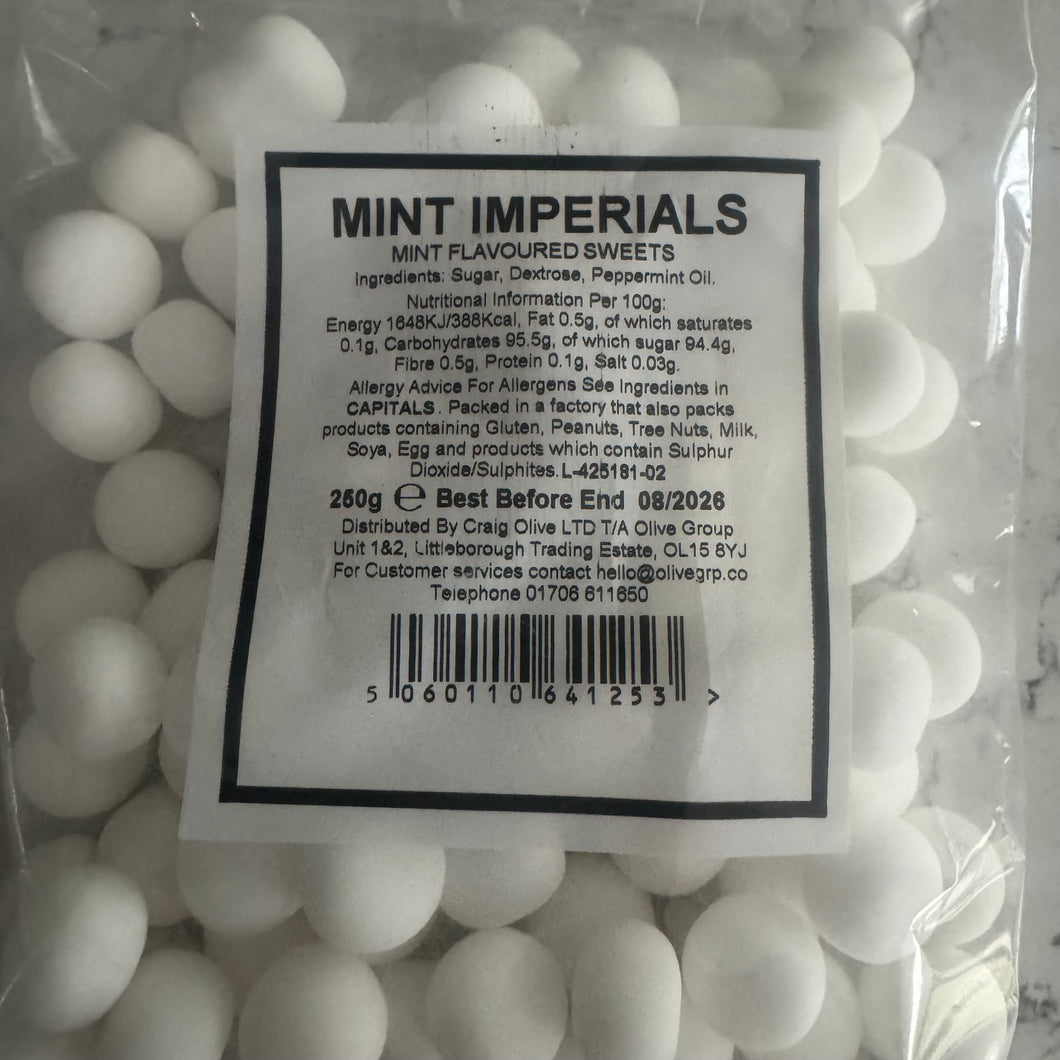 MINT IMPERIALS
MINT FLAVOURED SWEETS
Ingredients: Sugar, Dextrose, Peppermint Oil.
Nutritional Information Per 100g:
Energy 1648KJ/388Kcal, Fat 0.5g, of which saturates
0.1g, Carbohydrates 95.5g, of which sugar 94.4g,
Fibre 0.5g, Protein 0.1g, Salt 0.03g.
Allergy Advice For Allergens See Ingredients in
CAPITALS. Packed in a factory that also packs
products containing Gluten, Peanuts, Tree Nuts, Milk,
Soya, Egg and products which contain Sulphur
Dioxide/Sulphites. L-425181-02
250g ℮ Best Before End 08/2026
Distributed By Craig Olive LTD T/A Olive Group
Unit 1&2, Littleborough Trading Estate, OL15 8YJ
For Customer services contact hello@olivegrp.co
Telephone 01706 611650
5 060110 641253 >